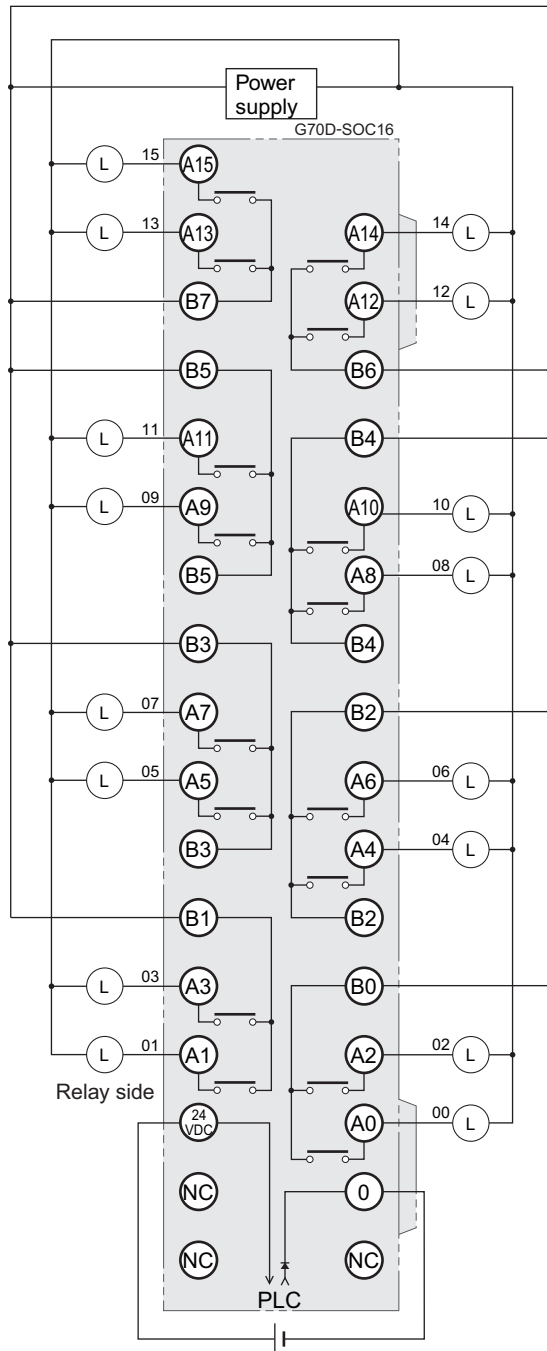 Power
supply
G70D-SOC16
L 15 A15
L 13 A13 A14 14 L
B7 A12 12 L
B5 B6
L 11 A11 B4
L 09 A9 A10 10 L
B5 A8 08 L
B3 B4
L 07 A7 B2
L 05 A5 A6 06 L
B3 A4 04 L
B1 B2
L 03 A3 B0
L 01 A1 A2 02 L
Relay side
24
VDC
A0 00 L
NC 0
NC NC
PLC